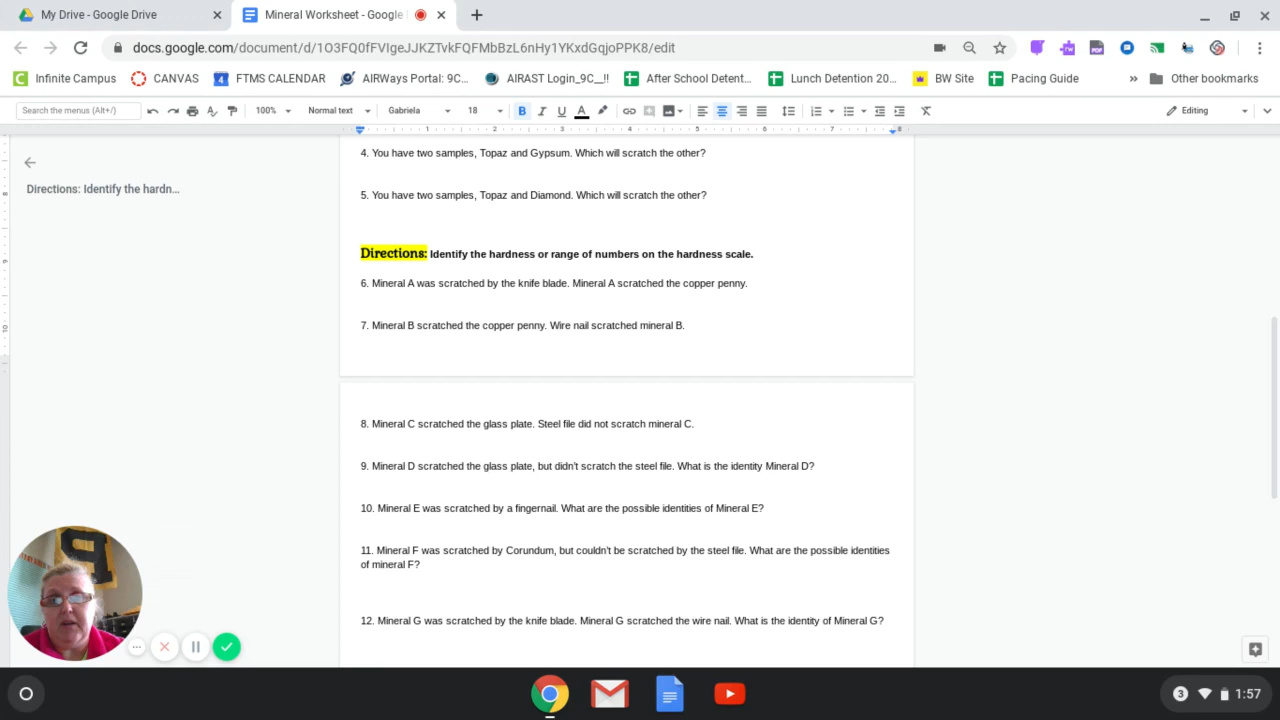 My Drive - Google Drive
Mineral Worksheet - Google
docs.google.com/document/d/1O3FQ0fFVIgeJJKZTvkFQFMbBzL6nHy1YKxdGqjoPPK8/edit
Infinite Campus CANVAS FTMS CALENDAR AIRWays Portal: 9C... AIRAST Login_9C__!! After School Detent... Lunch Detention 20... BW Site Pacing Guide » Other bookmarks
Search the menus (Alt+/) 100% Normal text Gabriela 18 B I U A Editing
1 2 3 4 5 6 7 8
Directions: Identify the hardn...
4. You have two samples, Topaz and Gypsum. Which will scratch the other?
5. You have two samples, Topaz and Diamond. Which will scratch the other?
Directions: Identify the hardness or range of numbers on the hardness scale.
6. Mineral A was scratched by the knife blade. Mineral A scratched the copper penny.
7. Mineral B scratched the copper penny. Wire nail scratched mineral B.
8. Mineral C scratched the glass plate. Steel file did not scratch mineral C.
9. Mineral D scratched the glass plate, but didn't scratch the steel file. What is the identity Mineral D?
10. Mineral E was scratched by a fingernail. What are the possible identities of Mineral E?
11. Mineral F was scratched by Corundum, but couldn't be scratched by the steel file. What are the possible identities
of mineral F?
12. Mineral G was scratched by the knife blade. Mineral G scratched the wire nail. What is the identity of Mineral G?
P
3 1:57